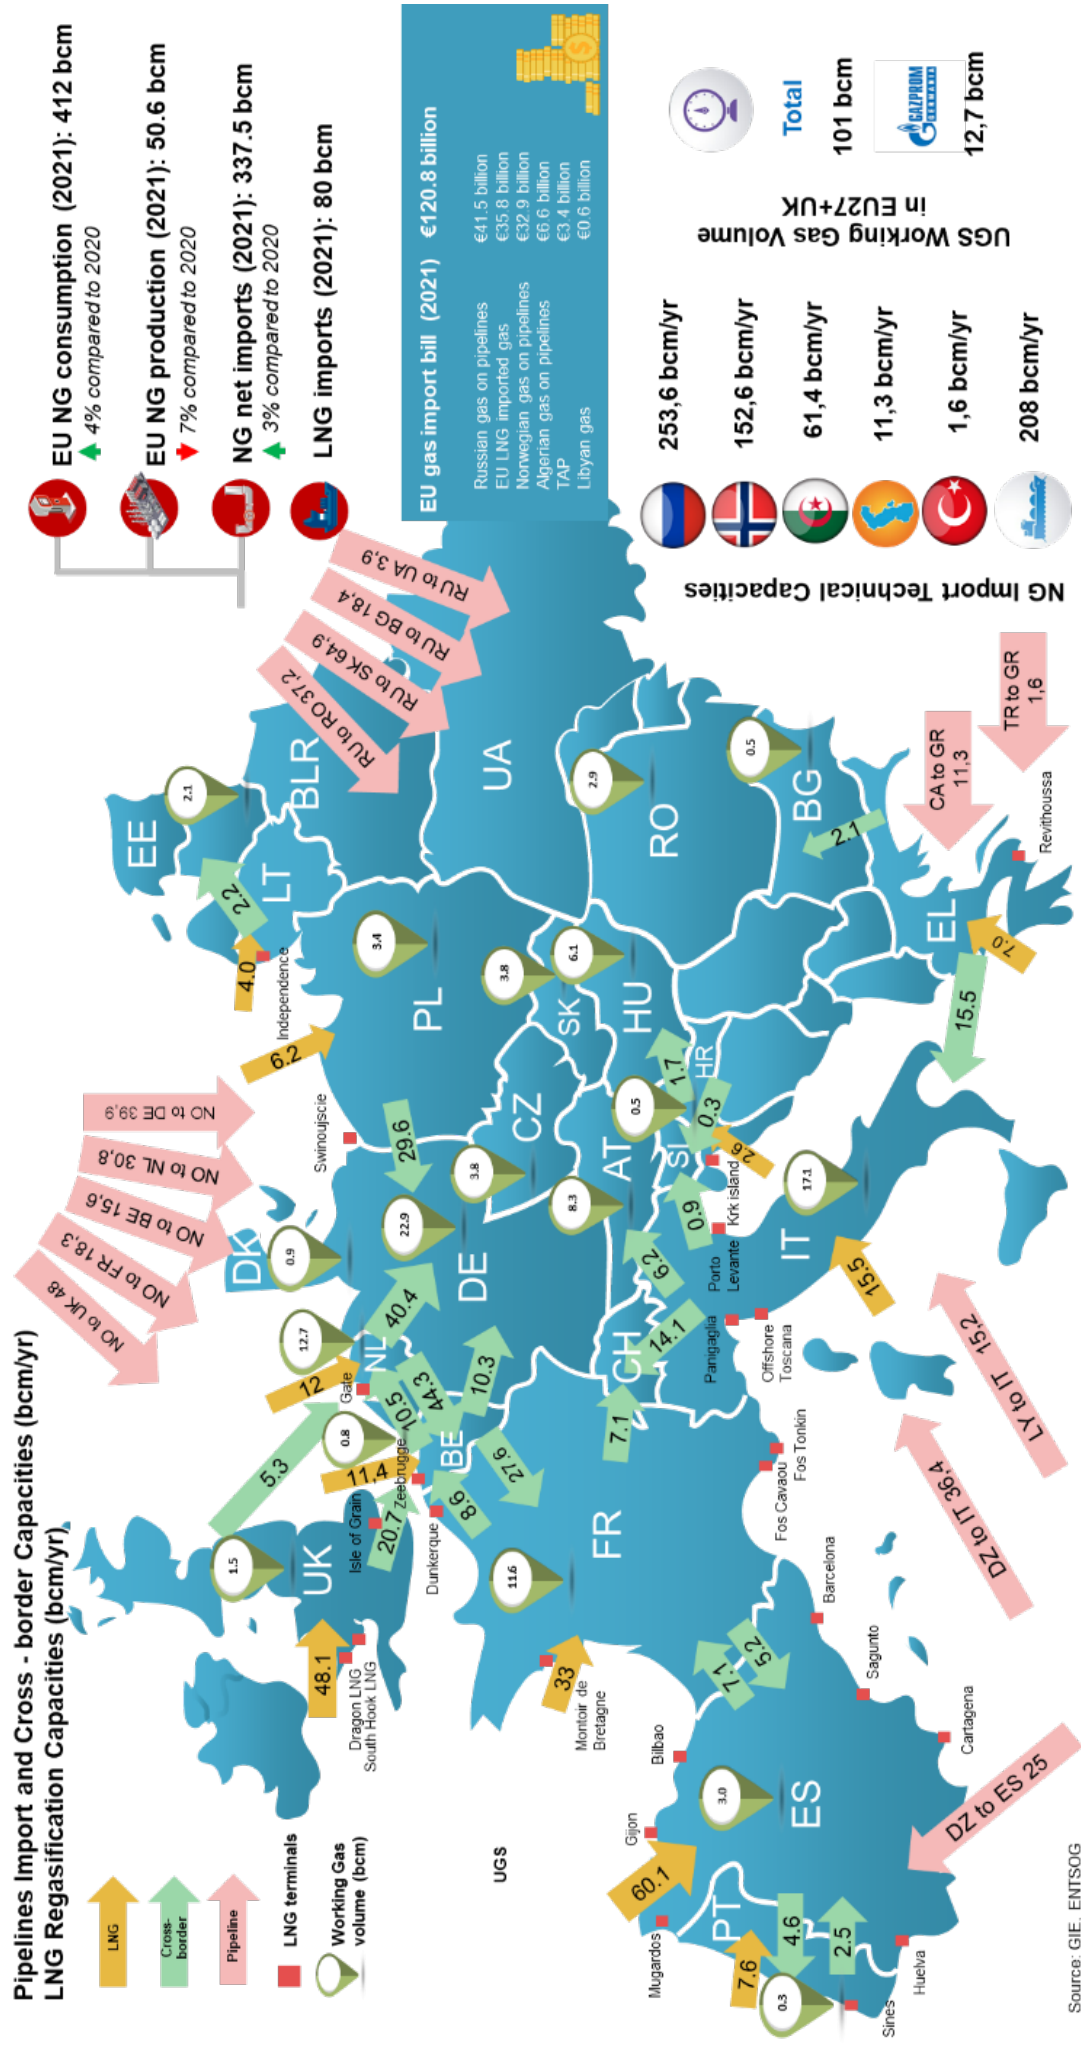 Pipelines Import and Cross - border Capacities (bcm/yr)
LNG Regasification Capacities (bcm/yr)
LNG
Cross-
border
Pipeline
LNG terminals
Working Gas
volume (bcm)
UGS
EU NG consumption (2021): 412 bcm
4% compared to 2020
EU NG production (2021): 50.6 bcm
7% compared to 2020
NG net imports (2021): 337.5 bcm
3% compared to 2020
LNG imports (2021): 80 bcm
EU gas import bill (2021) €120.8 billion
Russian gas on pipelines €41.5 billion
EU LNG imported gas €35.8 billion
Norwegian gas on pipelines €32.9 billion
Algerian gas on pipelines €6.6 billion
TAP €3.4 billion
Libyan gas €0.6 billion
NG Import Technical Capacities
253,6 bcm/yr
152,6 bcm/yr
61,4 bcm/yr
11,3 bcm/yr
1,6 bcm/yr
208 bcm/yr
UGS Working Gas Volume
in EU27+UK
Total
101 bcm
GAZPROM
GERMANIA
12,7 bcm
NO to UK 48
NO to FR 18,3
NO to BE 15,6
NO to NL 30,8
NO to DE 39,9
RU to RO 37,2
RU to SK 64,9
RU to BG 18,4
RU to UA 3,9
CA to GR
11,3
TR to GR
1,6
LY to IT 15,2
DZ to IT 36,4
DZ to ES 25
EE
2.1
LT
2.2
4.0
Independence
BLR
UA
6.2
Swinoujscie
PL
3.4
29.6
DK
0.9
DE
22.9
40.4
NL
12.7
12
Gate
5.3
0.8
11.4
Zeebrugge
10.5
44.3
10.3
BE
8.6
27.6
20.7
Isle of Grain
Dunkerque
UK
1.5
48.1
Dragon LNG
South Hook LNG
FR
11.6
33
Montoir de
Bretagne
7.1
Fos Cavaou
Fos Tonkin
CH
14.1
6.2
CZ
3.8
SK
3.8
AT
8.3
HU
6.1
1.7
0.5
HR
0.3
2.6
SI
0.9
Krk island
Porto
Levante
Panigaglia
Offshore
Toscana
IT
17.1
15.5
RO
2.9
BG
0.5
2.1
EL
7.0
15.5
Revithoussa
ES
3.0
7.1
5.2
60.1
Bilbao
Gijon
Mugardos
Barcelona
Sagunto
Cartagena
Huelva
PT
7.6
4.6
2.5
0.3
Sines
Source: GIE. ENTSOG